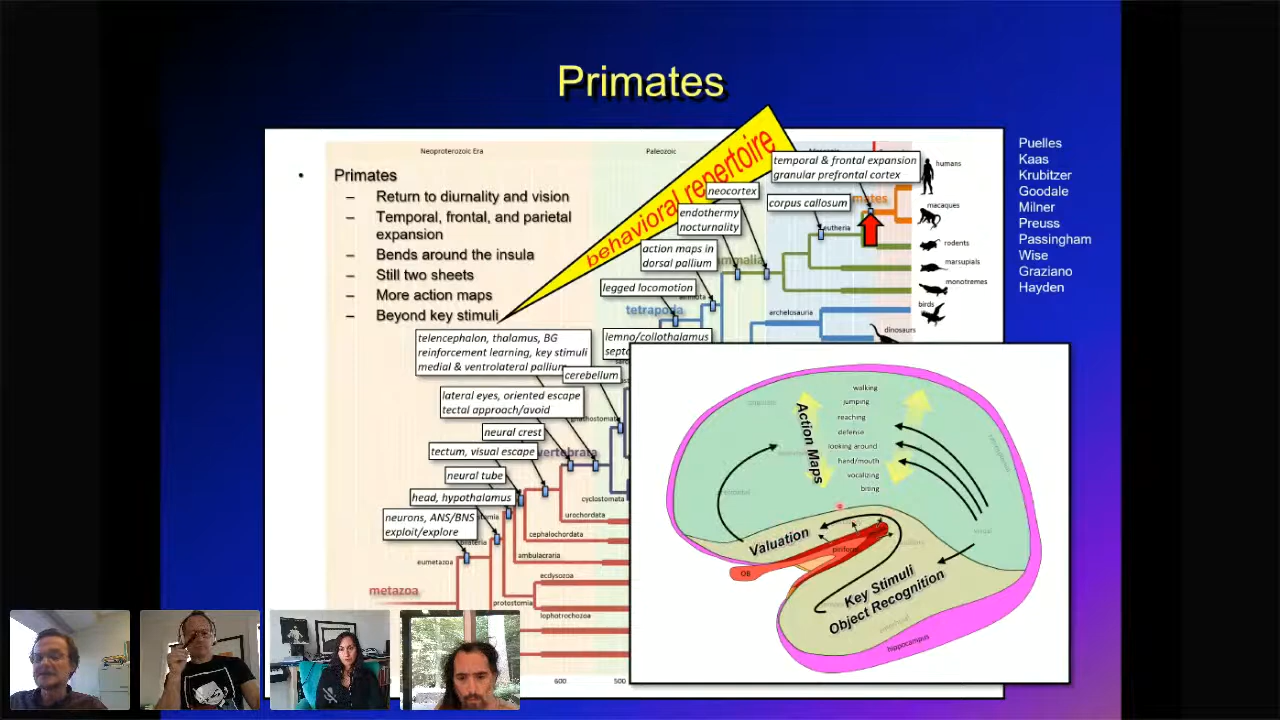 Primates
Puelles
Kaas
Krubitzer
Goodale
Milner
Preuss
Passingham
Wise
Graziano
Hayden
Neoproterozoic Era
Paleozoic
• Primates
– Return to diurnality and vision
– Temporal, frontal, and parietal
expansion
– Bends around the insula
– Still two sheets
– More action maps
– Beyond key stimuli
behavioral repertoire
temporal & frontal expansion
granular prefrontal cortex
neocortex
corpus callosum
endothermy
nocturnality
action maps in
dorsal pallium
legged locomotion
lemno/collothalamus
telencephalon, thalamus, BG
reinforcement learning, key stimuli
medial & ventrolateral pallium
cerebellum
lateral eyes, oriented escape
tectal approach/avoid
neural crest
tectum, visual escape
neural tube
head, hypothalamus
neurons, ANS/BNS
exploit/explore
humans
macaques
rodents
marsupials
monotremes
birds
dinosaurs
archelosauria
eutheria
mammalia
tetrapoda
vertebrata
cyclostomata
urochordata
cephalochordata
ambulacraria
eumetazoa
ecdysozoa
protostomia
lophotrochozoa
metazoa
600
500
walking
jumping
reaching
defense
looking around
hand/mouth
vocalizing
biting
Action Maps
Valuation
OB
piriform
Key Stimuli
Object Recognition
hippocampus